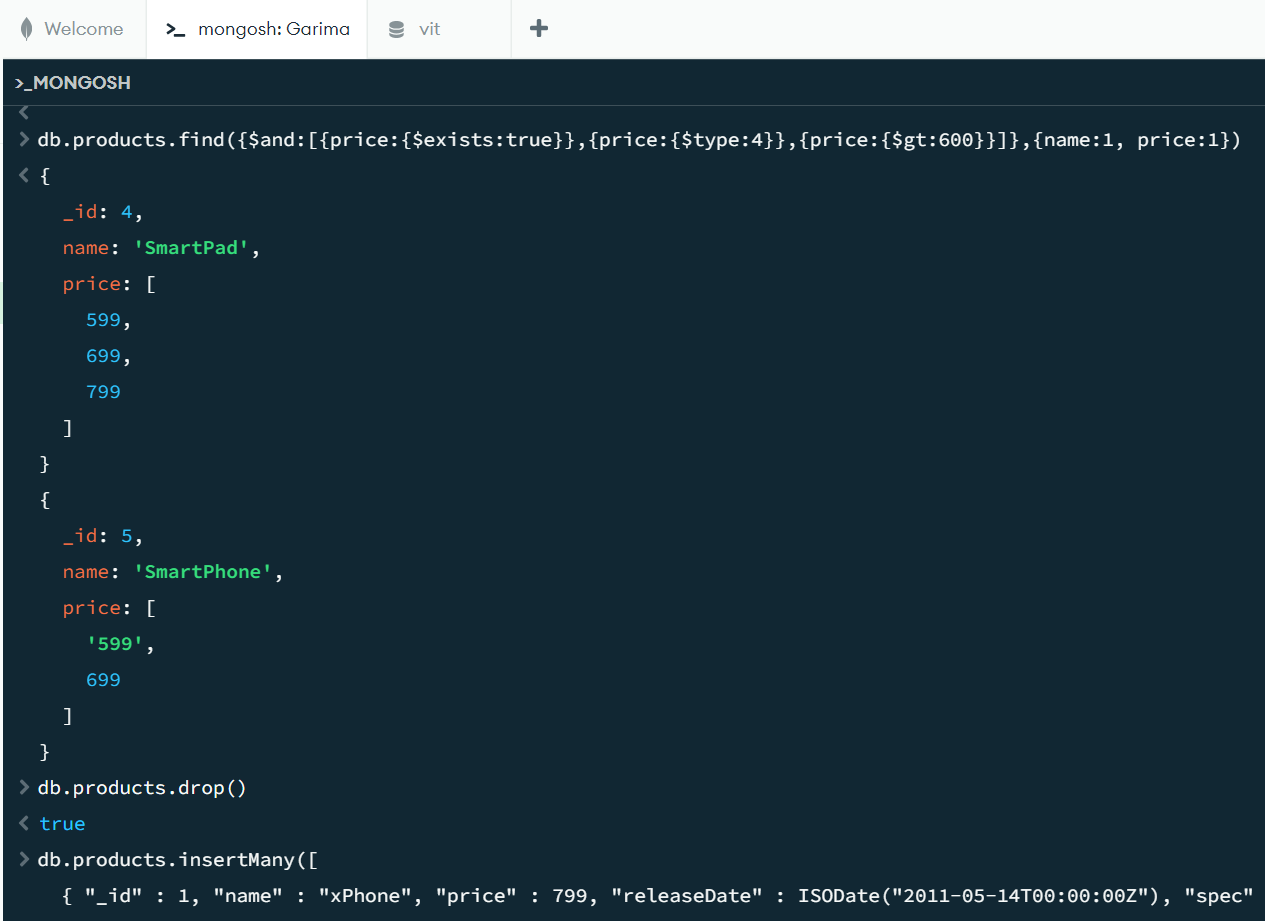 Welcome
>_ mongosh: Garima
vit
+
>_MONGOSH
<
> db.products.find({$and:[{price:{$exists:true}},{price:{$type:4}},{price:{$gt:600}}]},{name:1, price:1})
< {
_id: 4,
name: 'SmartPad',
price: [
599,
699,
799
]
}
{
_id: 5,
name: 'SmartPhone',
price: [
'599',
699
]
}
> db.products.drop()
< true
> db.products.insertMany([
{ "_id" : 1, "name" : "xPhone", "price" : 799, "releaseDate" : ISODate("2011-05-14T00:00:00Z"), "spec"